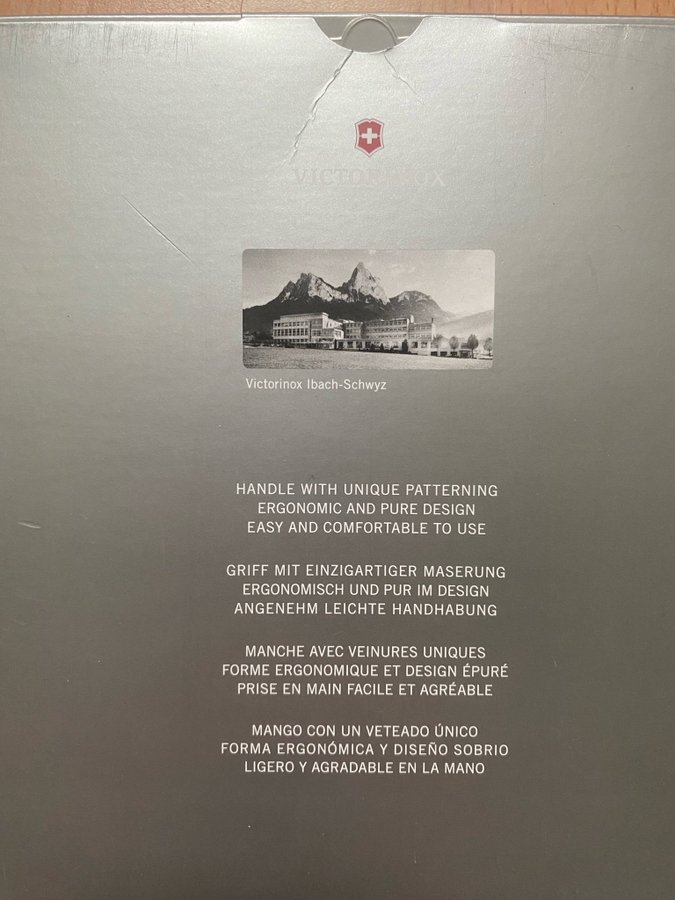 VICTORINOX
Victorinox Ibach-Schwyz
HANDLE WITH UNIQUE PATTERNING
ERGONOMIC AND PURE DESIGN
EASY AND COMFORTABLE TO USE
GRIFF MIT EINZIGARTIGER MASERUNG
ERGONOMISCH UND PUR IM DESIGN
ANGENEHM LEICHTE HANDHABUNG
MANCHE AVEC VEINURES UNIQUES
FORME ERGONOMIQUE ET DESIGN ÉPURÉ
PRISE EN MAIN FACILE ET AGRÉABLE
MANGO CON UN VETEADO ÚNICO
FORMA ERGONÓMICA Y DISEÑO SOBRIO
LIGERO Y AGRADABLE EN LA MANO